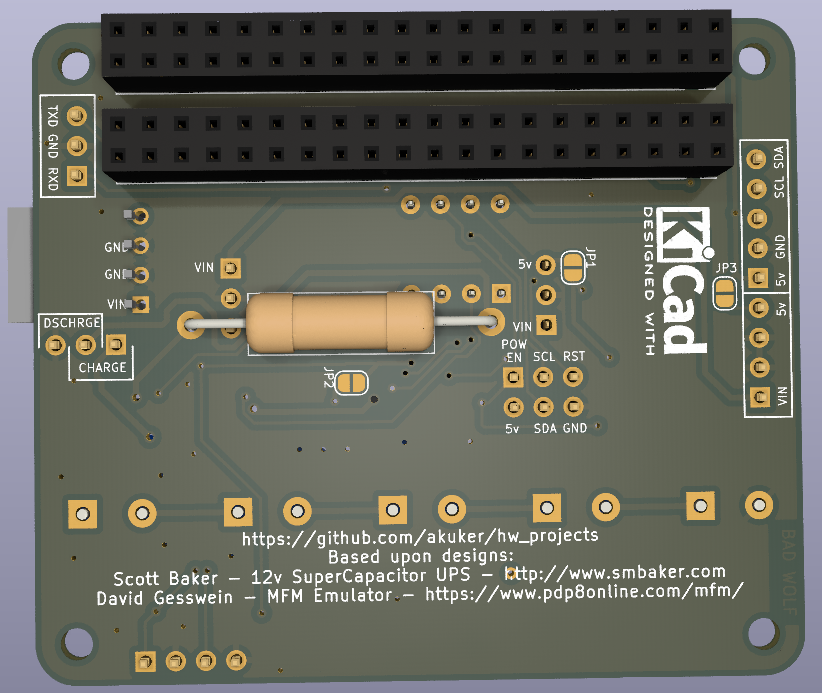 TXD GND RXD
SCL SDA
GND
5v
5v
VIN
GND
GND
VIN
VIN
5v
JP1
VIN
JP3
KiCad
DESIGNED WITH
DSCHRGE
CHARGE
JP2
POW
EN SCL RST
5v SDA GND
https://github.com/akuker/hw_projects
Based upon designs:
Scott Baker — 12v SuperCapacitor UPS — http://www.smbaker.com
David Gesswein — MFM Emulator — https://www.pdp8online.com/mfm/
BAD WOLF